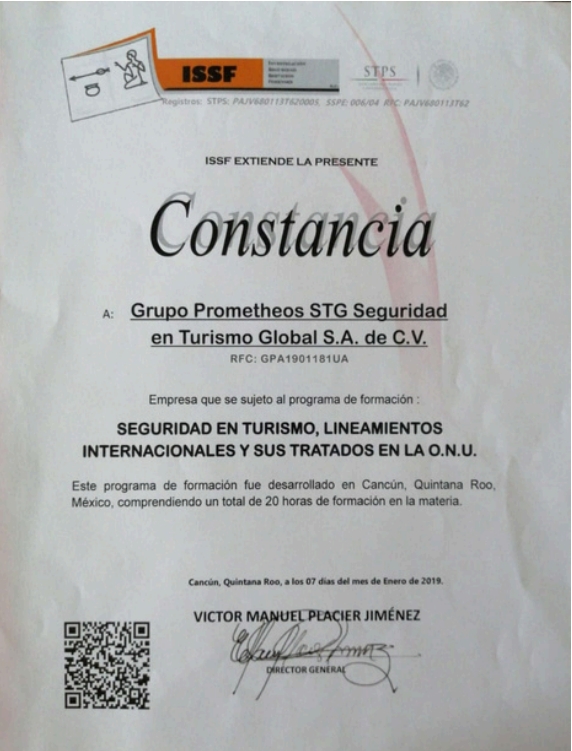 ISSF
STPS
Registros: STPS: PAJV680113T620005, SSPE: 006/04 RFC: PAJV680113T62
ISSF EXTIENDE LA PRESENTE
Constancia
A: Grupo Prometheos STG Seguridad
en Turismo Global S.A. de C.V.
RFC: GPA1901181UA
Empresa que se sujeto al programa de formación :
SEGURIDAD EN TURISMO, LINEAMIENTOS
INTERNACIONALES Y SUS TRATADOS EN LA O.N.U.
Este programa de formación fue desarrollado en Cancún, Quintana Roo,
México, comprendiendo un total de 20 horas de formación en la materia.
Cancún, Quintana Roo, a los 07 días del mes de Enero de 2019.
VICTOR MANUEL PLACIER JIMÉNEZ
DIRECTOR GENERAL